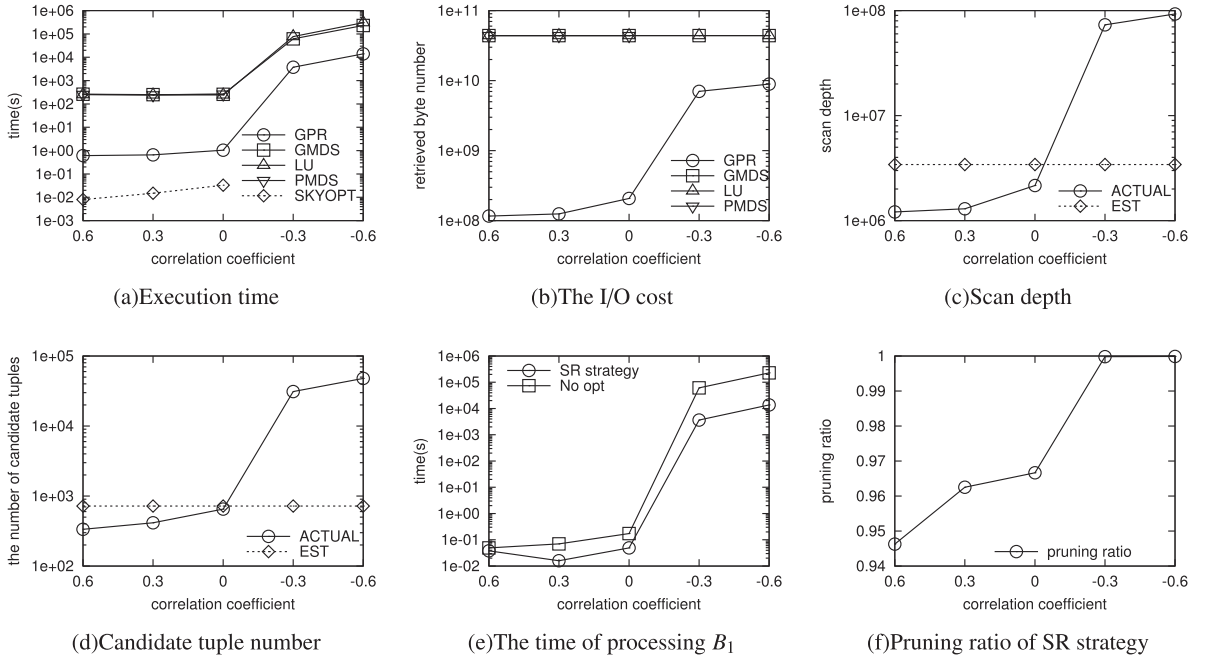 1e+06
1e+05
1e+04
1e+03
1e+02
1e+01
1e+00
1e-01
1e-02
1e-03
time(s)
GPR
GMDS
LU
PMDS
SKYOPT
0.6 0.3 0 -0.3 -0.6
correlation coefficient
(a)Execution time
1e+11
1e+10
1e+09
1e+08
retrieved byte number
GPR
GMDS
LU
PMDS
0.6 0.3 0 -0.3 -0.6
correlation coefficient
(b)The I/O cost
1e+08
1e+07
1e+06
scan depth
ACTUAL
EST
0.6 0.3 0 -0.3 -0.6
correlation coefficient
(c)Scan depth
1e+05
1e+04
1e+03
1e+02
the number of candidate tuples
ACTUAL
EST
0.6 0.3 0 -0.3 -0.6
correlation coefficient
(d)Candidate tuple number
1e+06
1e+05
1e+04
1e+03
1e+02
1e+01
1e+00
1e-01
1e-02
time(s)
SR strategy
No opt
0.6 0.3 0 -0.3 -0.6
correlation coefficient
(e)The time of processing B1
1
0.99
0.98
0.97
0.96
0.95
0.94
pruning ratio
pruning ratio
0.6 0.3 0 -0.3 -0.6
correlation coefficient
(f)Pruning ratio of SR strategy